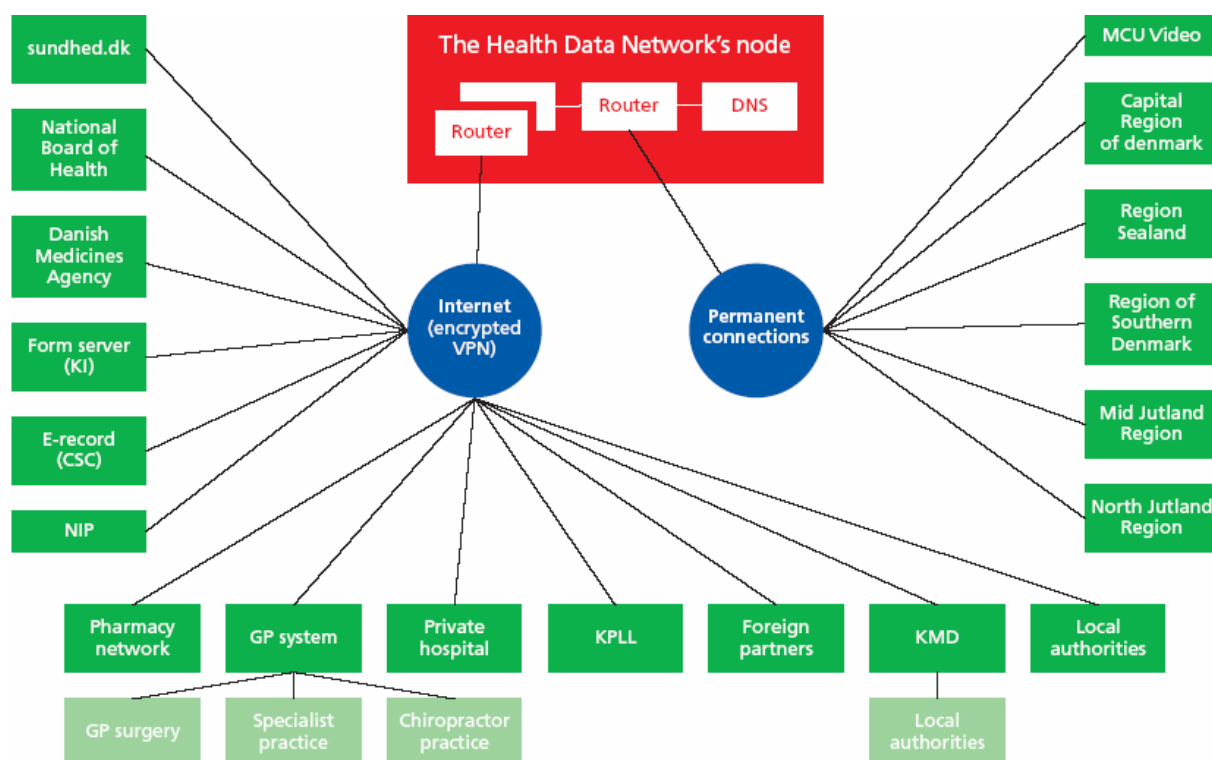 The Health Data Network's node
Router
Router
DNS
sundhed.dk
National
Board of
Health
Danish
Medicines
Agency
Form server
(KI)
E-record
(CSC)
NIP
Internet
(encrypted
VPN)
Permanent
connections
MCU Video
Capital
Region
of denmark
Region
Sealand
Region of
Southern
Denmark
Mid Jutland
Region
North Jutland
Region
Pharmacy
network
GP system
Private
hospital
KPLL
Foreign
partners
KMD
Local
authorities
GP surgery
Specialist
practice
Chiropractor
practice
Local
authorities